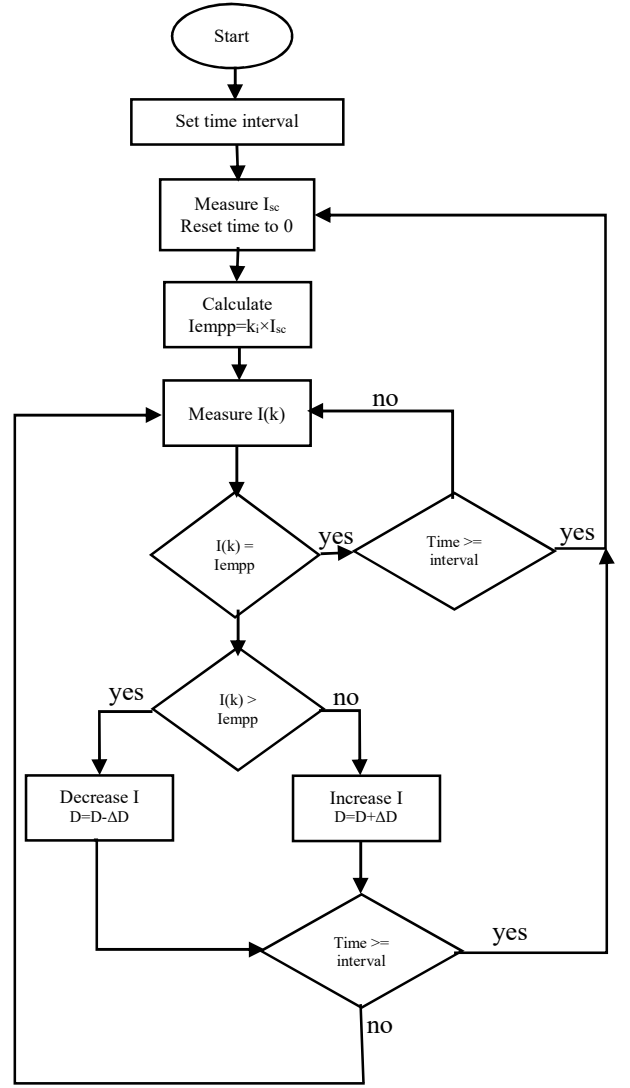 Start
Set time interval
Measure Isc
Reset time to 0
Calculate
Iempp=ki×Isc
Measure I(k)
no
I(k) =
Iempp
yes
Time >=
interval
yes
I(k) >
Iempp
yes
no
Decrease I
D=D-ΔD
Increase I
D=D+ΔD
Time >=
interval
yes
no